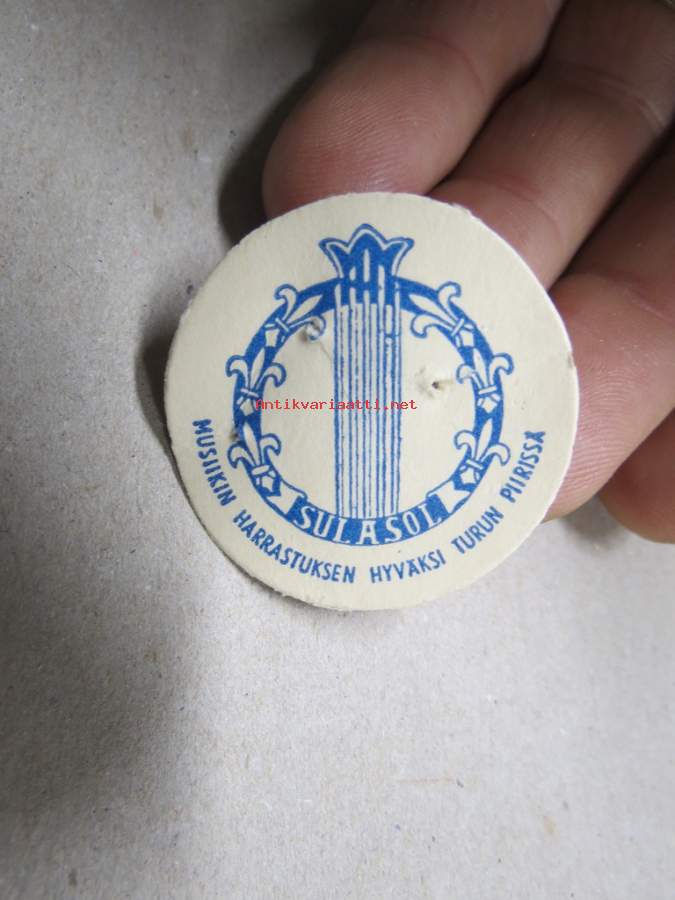 Antikvariaatti.net
SULASOL
MUSIIKIN HARRASTUKSEN HYVÄKSI TURUN PIIRISSÄ